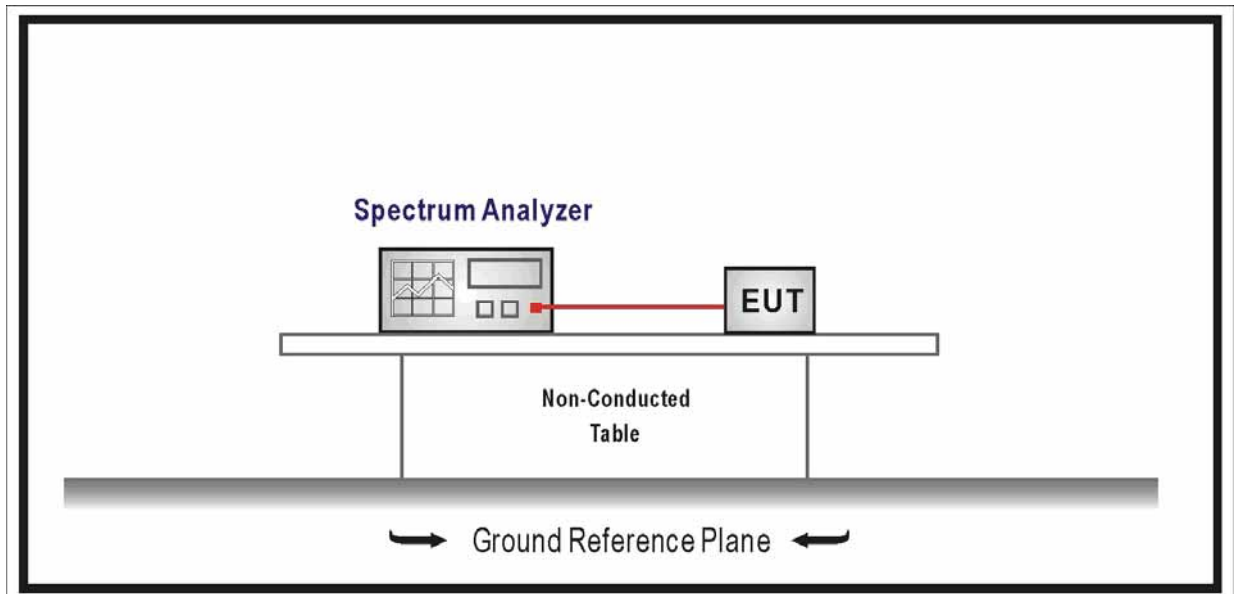 Spectrum Analyzer
EUT
Non-Conducted
Table
Ground Reference Plane